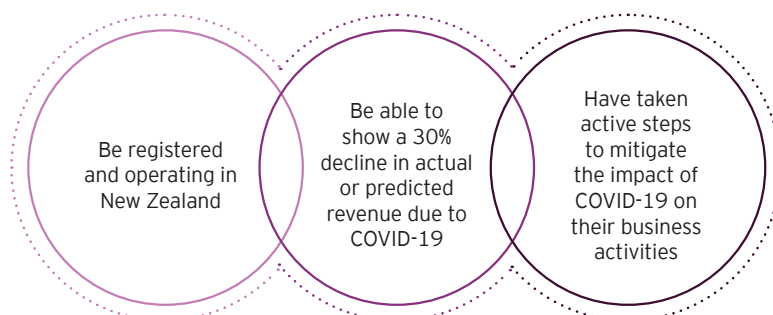 Be registered
and operating in
New Zealand
Be able to
show a 30%
decline in actual
or predicted
revenue due to
COVID-19
Have taken
active steps
to mitigate
the impact of
COVID-19 on
their business
activities